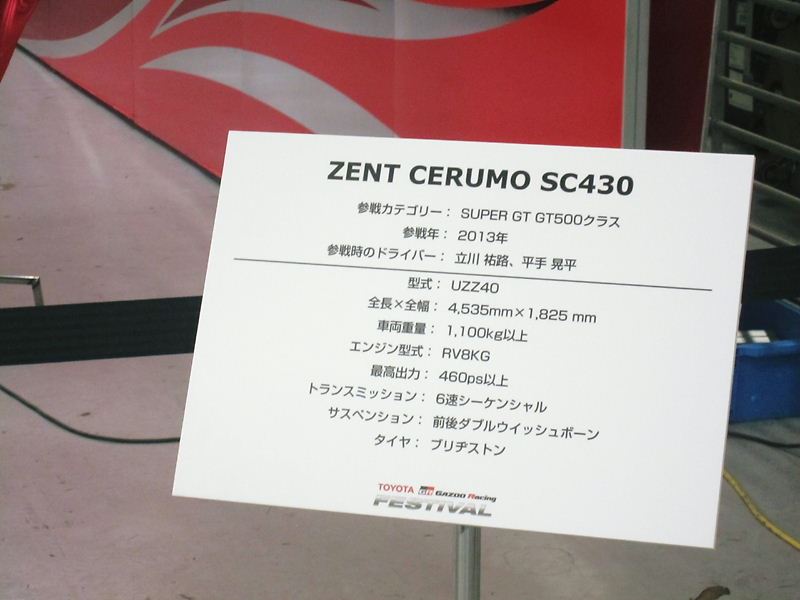 ZENT CERUMO SC430
参戦カテゴリー： SUPER GT GT500クラス
参戦年： 2013年
参戦時のドライバー： 立川 祐路、平手 晃平
型式： UZZ40
全長×全幅： 4,535mm×1,825 mm
車両重量： 1,100kg以上
エンジン型式： RV8KG
最高出力： 460ps以上
トランスミッション： 6速シーケンシャル
サスペンション： 前後ダブルウイッシュボーン
タイヤ： ブリヂストン
TOYOTA GR GAZOO Racing
FESTIVAL